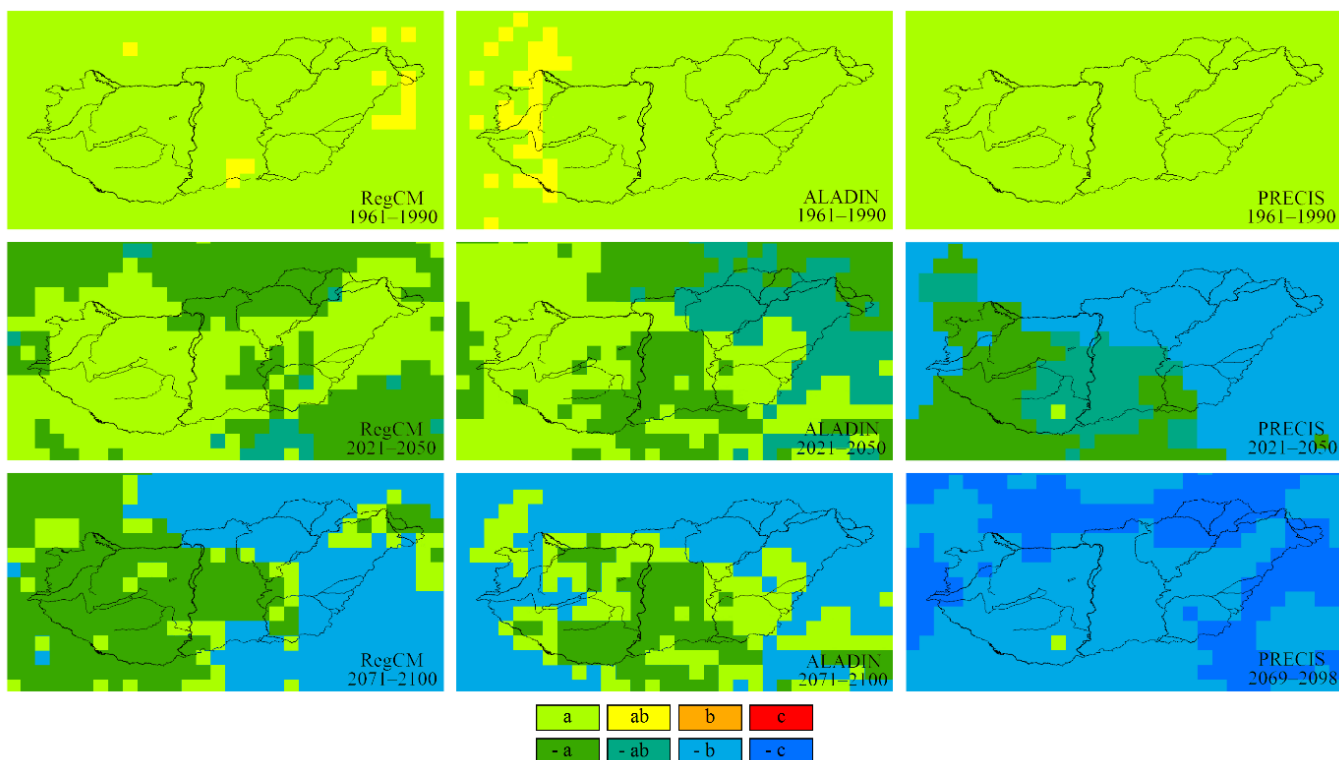 RegCM
1961–1990
ALADIN
1961–1990
PRECIS
1961–1990
RegCM
2021–2050
ALADIN
2021–2050
PRECIS
2021–2050
RegCM
2071–2100
ALADIN
2071–2100
PRECIS
2069–2098
a ab b c
- a - ab - b - c